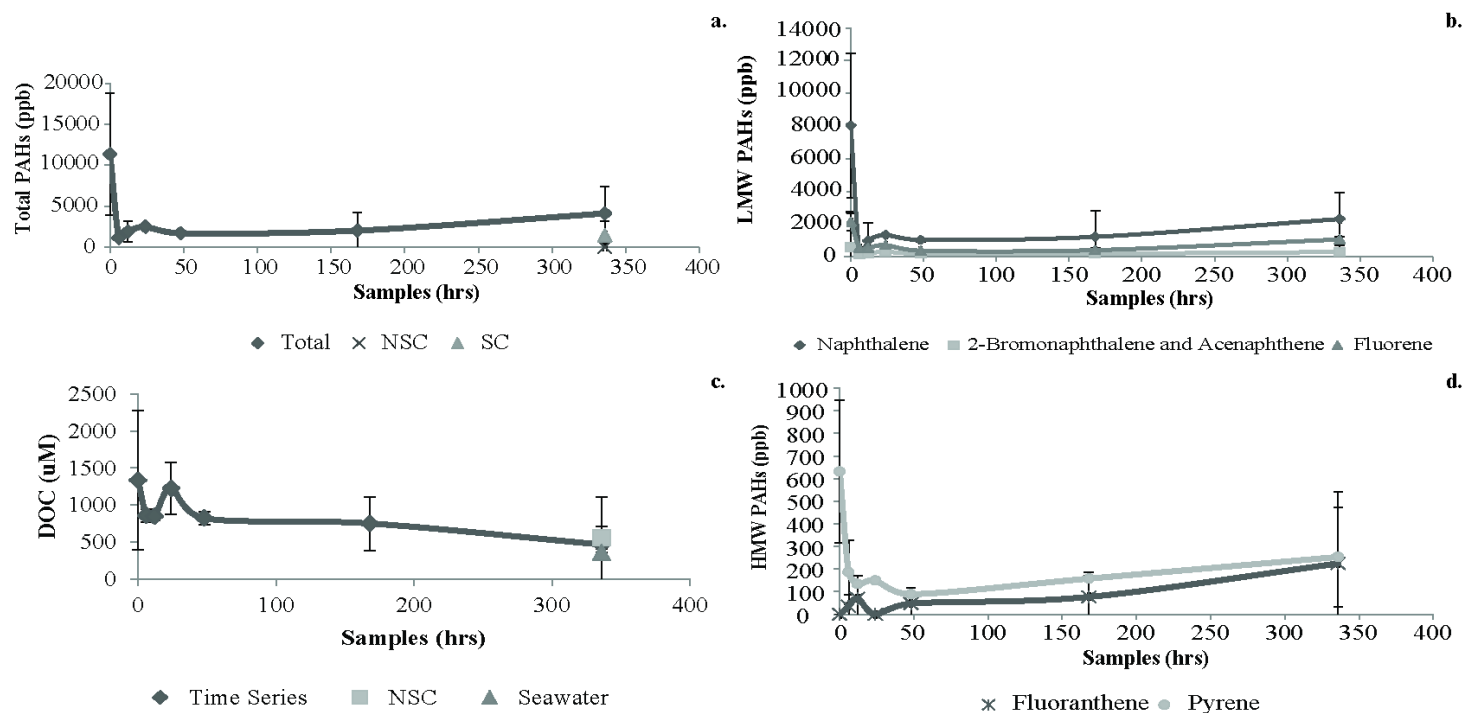 a.
Total PAHs (ppb)
20000
15000
10000
5000
0
0 50 100 150 200 250 300 350 400
Samples (hrs)
Total NSC SC
b.
LMW PAHs (ppb)
14000
12000
10000
8000
6000
4000
2000
0
0 50 100 150 200 250 300 350 400
Samples (hrs)
Naphthalene 2-Bromonaphthalene and Acenaphthene Fluorene
c.
DOC (uM)
2500
2000
1500
1000
500
0
0 100 200 300 400
Samples (hrs)
Time Series NSC Seawater
d.
HMW PAHs (ppb)
1000
900
800
700
600
500
400
300
200
100
0
0 50 100 150 200 250 300 350 400
Samples (hrs)
Fluoranthene Pyrene